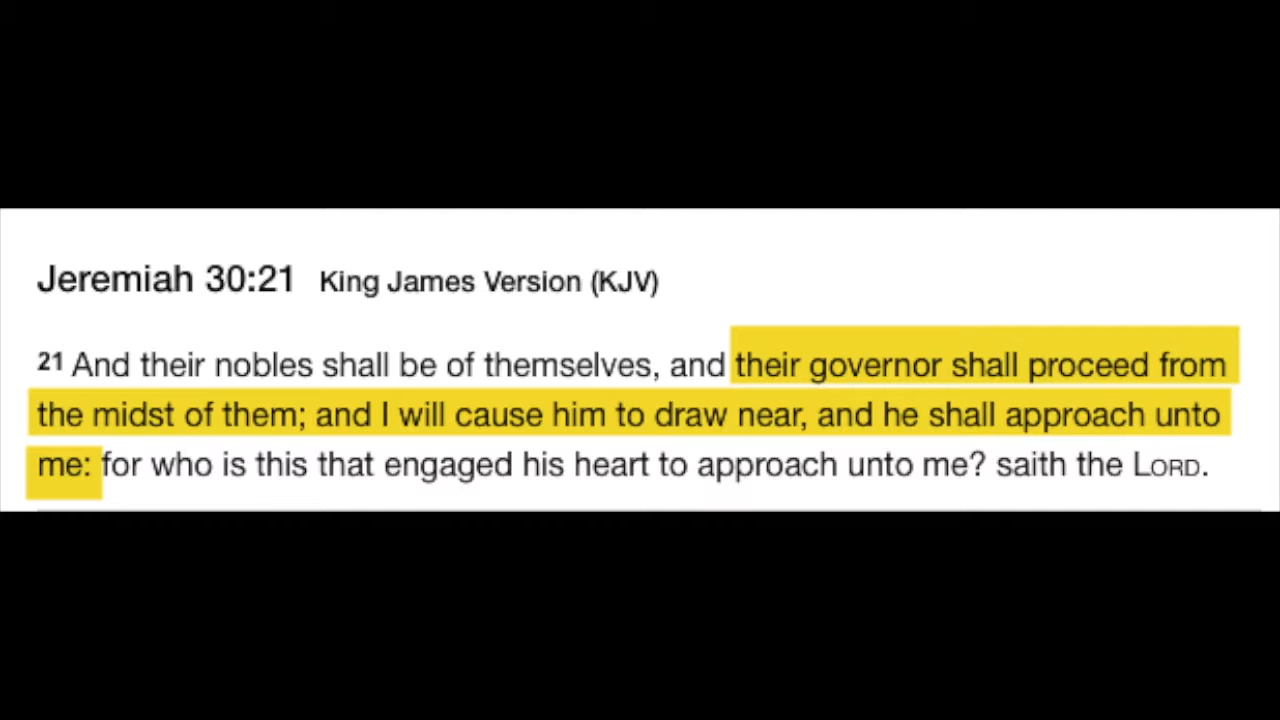 Jeremiah 30:21 King James Version (KJV)
21 And their nobles shall be of themselves, and their governor shall proceed from
the midst of them; and I will cause him to draw near, and he shall approach unto
me: for who is this that engaged his heart to approach unto me? saith the LORD.